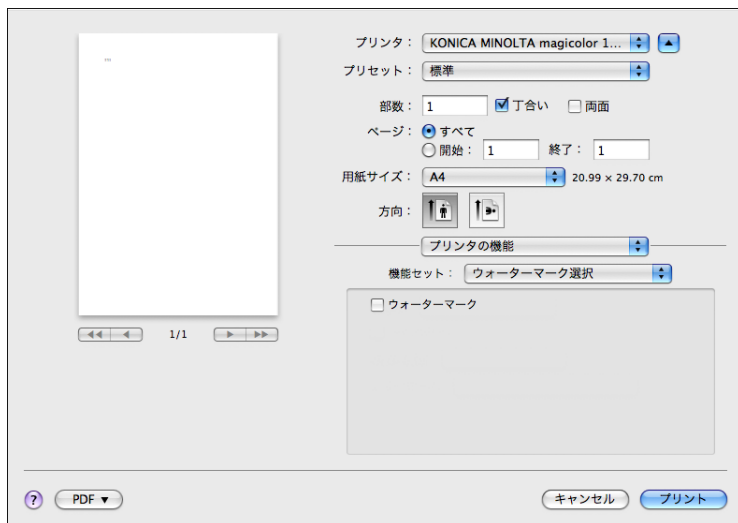 プリンタ： KONICA MINOLTA magicolor 1...
プリセット： 標準
部数： 1 丁合い 両面
ページ： すべて
開始： 1 終了： 1
用紙サイズ： A4 20.99 × 29.70 cm
方向：
プリンタの機能
機能セット： ウォーターマーク選択
ウォーターマーク
1/1
? PDF ▼ キャンセル プリント